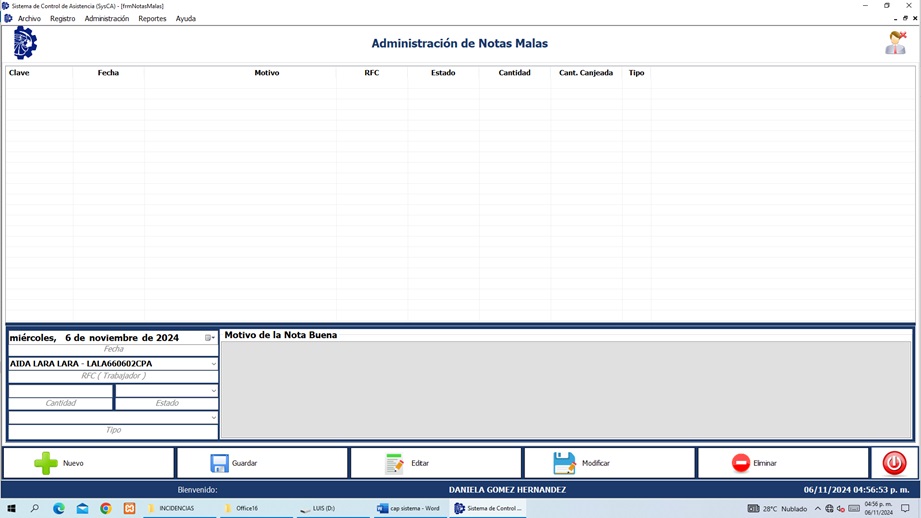 Sistema de Control de Asistencia (SysCA) - [frmNotasMalas]
Archivo Registro Administración Reportes Ayuda
Administración de Notas Malas
Clave Fecha Motivo RFC Estado Cantidad Cant. Canjeada Tipo
miércoles, 6 de noviembre de 2024
Fecha
AIDA LARA LARA - LALA660602CPA
RFC ( Trabajador )
Cantidad Estado
Tipo
Motivo de la Nota Buena
Nuevo Guardar Editar Modificar Eliminar
Bienvenido: DANIELA GOMEZ HERNANDEZ 06/11/2024 04:56:53 p. m.
INCIDENCIAS Office16 LUIS (D:) cap sistema - Word Sistema de Control ... 28°C Nublado 04:56 p. m.
06/11/2024